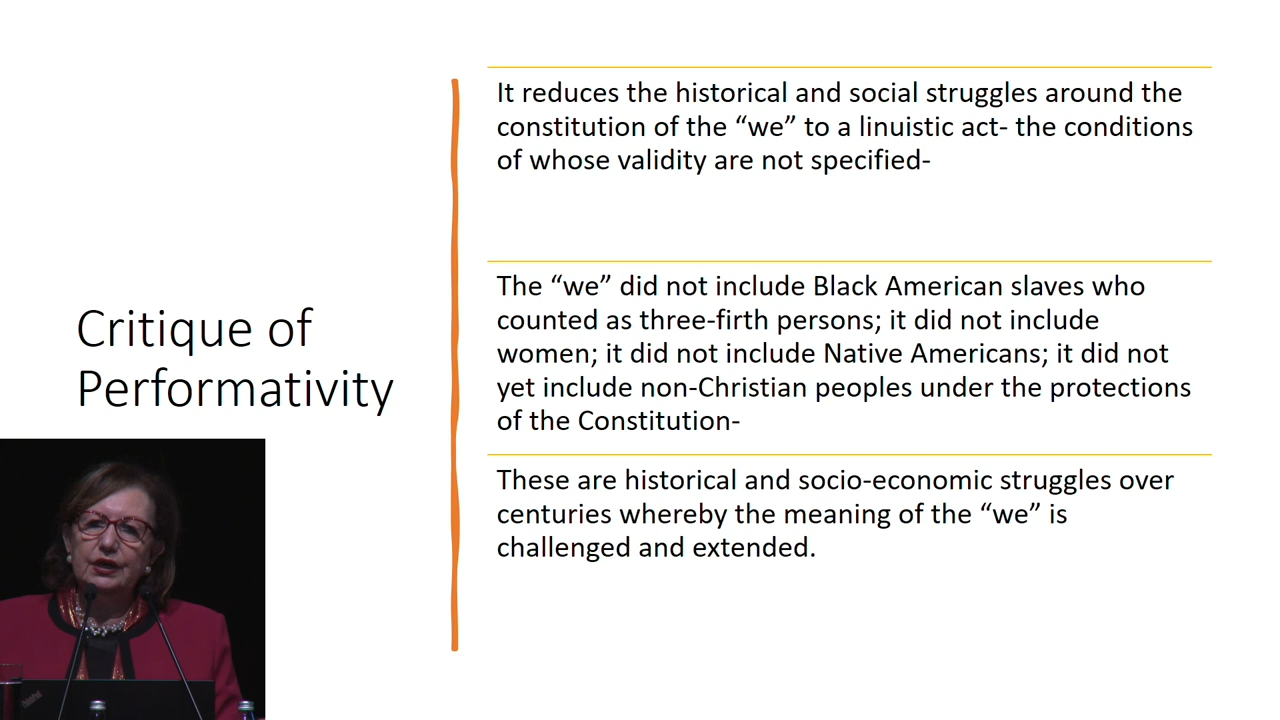 Critique of
Performativity
It reduces the historical and social struggles around the
constitution of the “we” to a linuistic act- the conditions
of whose validity are not specified-
The “we” did not include Black American slaves who
counted as three-firth persons; it did not include
women; it did not include Native Americans; it did not
yet include non-Christian peoples under the protections
of the Constitution-
These are historical and socio-economic struggles over
centuries whereby the meaning of the “we” is
challenged and extended.